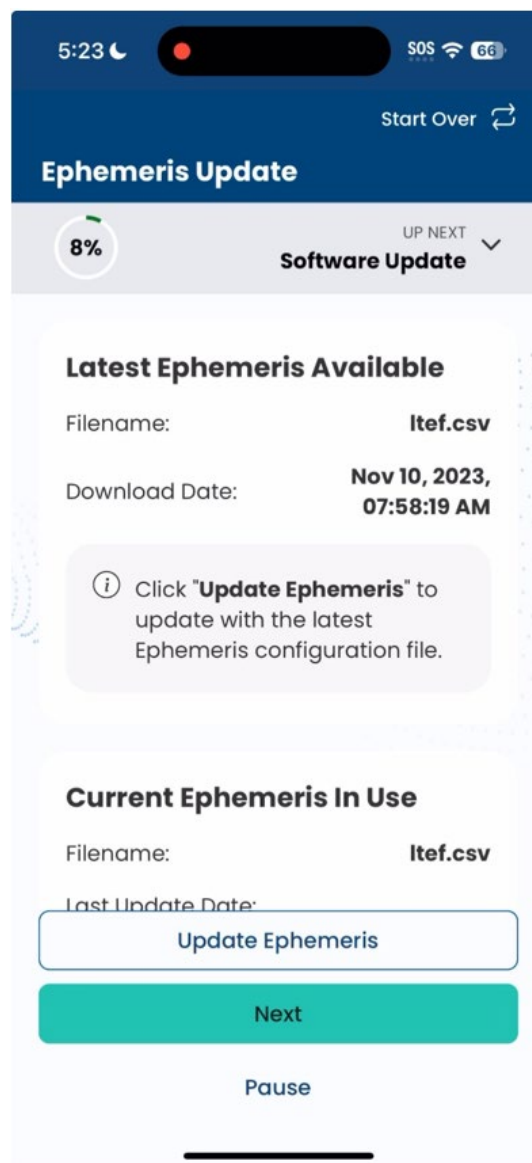 5:23
SOS
66
Start Over
Ephemeris Update
8%
UP NEXT
Software Update
Latest Ephemeris Available
Filename: ltef.csv
Download Date: Nov 10, 2023,
07:58:19 AM
Click "Update Ephemeris" to
update with the latest
Ephemeris configuration file.
Current Ephemeris In Use
Filename: ltef.csv
Last Update Date:
Update Ephemeris
Next
Pause